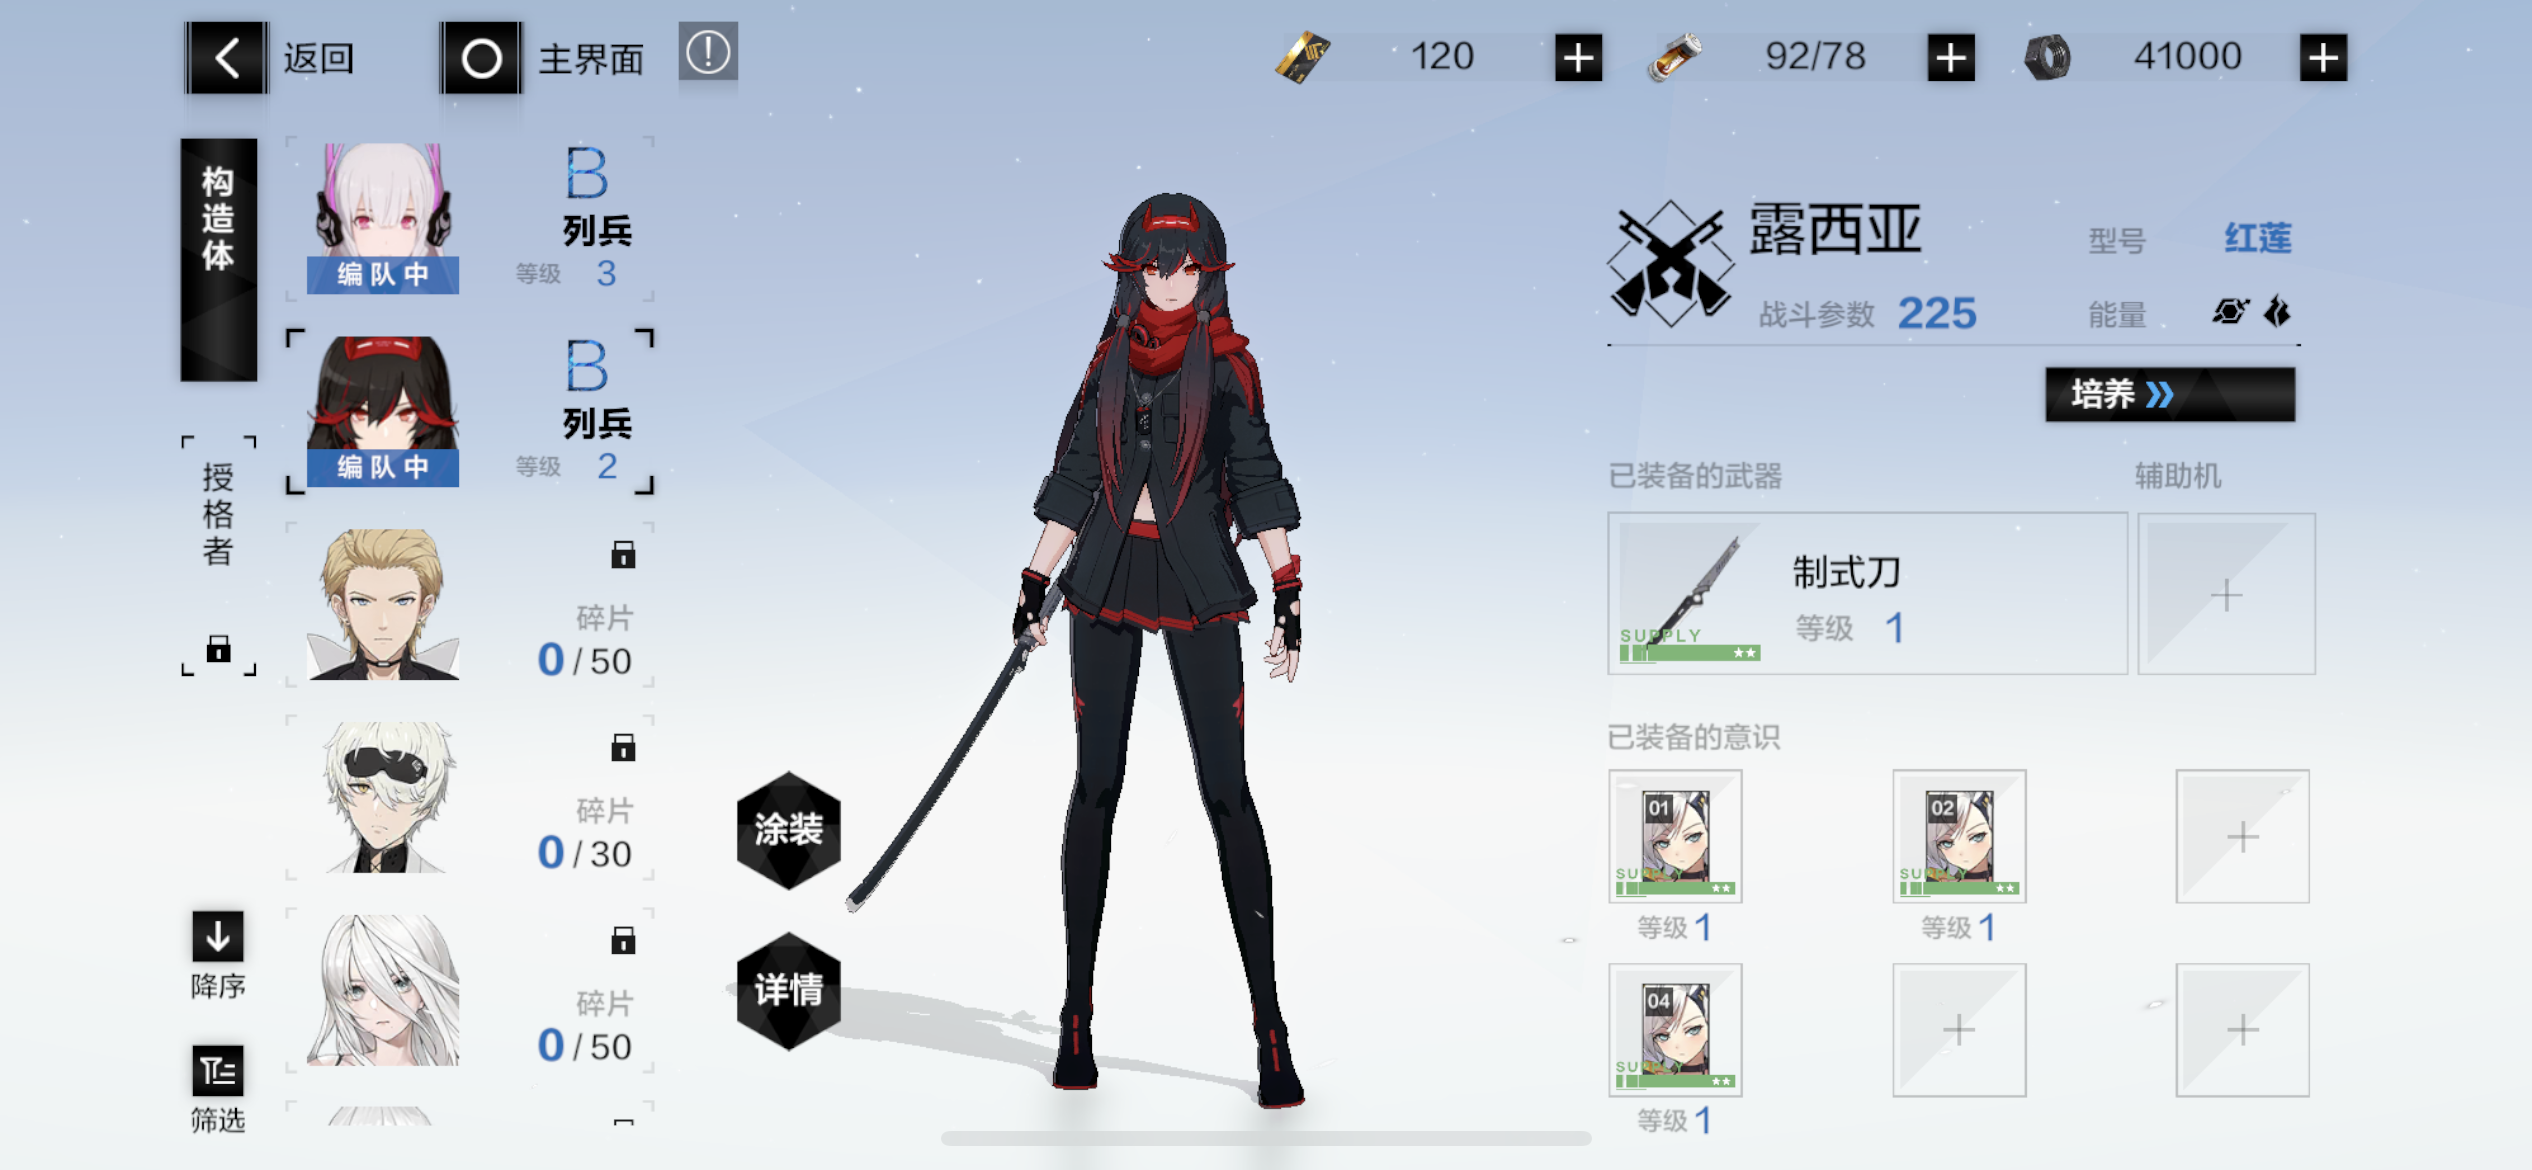 返回
主界面
120
92/78
41000
构造体
授格者
降序
筛选
B
列兵
等级 3
编队中
B
列兵
等级 2
编队中
碎片
0/50
碎片
0/30
碎片
0/50
涂装
详情
露西亚
型号 红莲
战斗参数 225
能量
培养
已装备的武器
辅助机
制式刀
等级 1
SUPPLY
已装备的意识
01
SUPPLY
等级 1
02
SUPPLY
等级 1
04
SUPPLY
等级 1